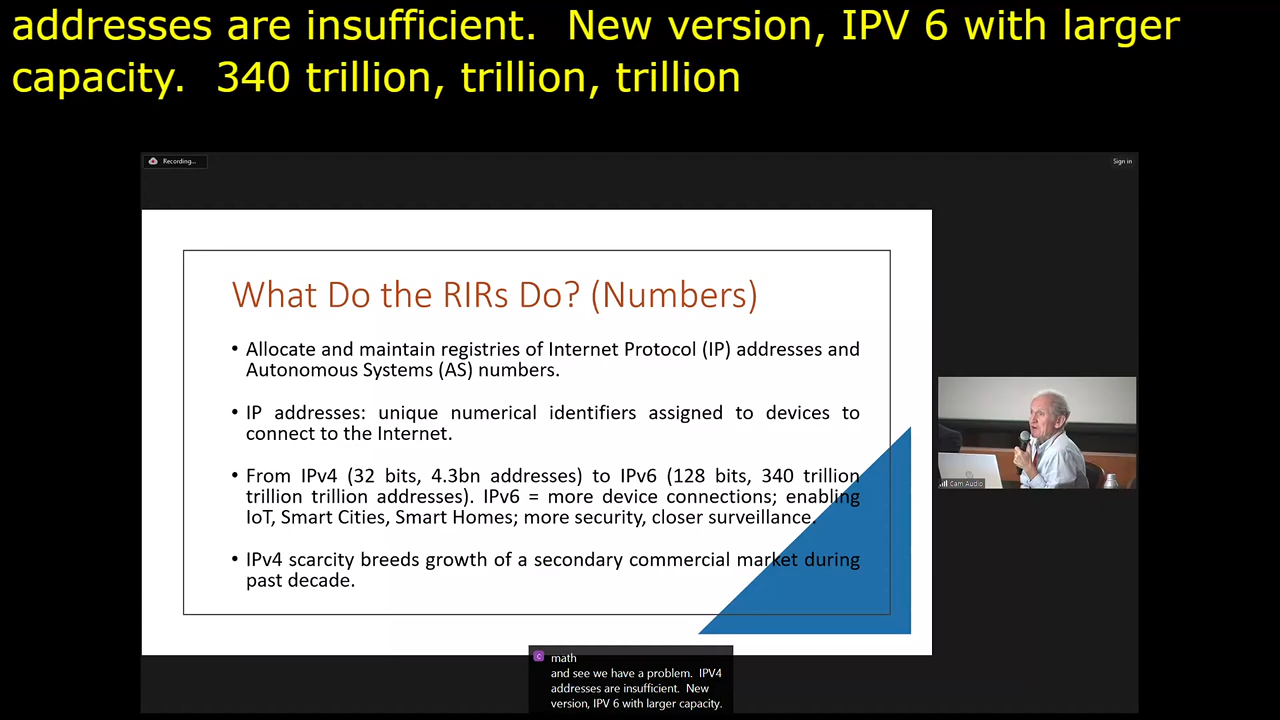 addresses are insufficient.  New version, IPV 6 with larger
capacity.  340 trillion, trillion, trillion
Recording...
Sign in
What Do the RIRs Do? (Numbers)
• Allocate and maintain registries of Internet Protocol (IP) addresses and
Autonomous Systems (AS) numbers.
• IP addresses: unique numerical identifiers assigned to devices to
connect to the Internet.
• From IPv4 (32 bits, 4.3bn addresses) to IPv6 (128 bits, 340 trillion
trillion trillion addresses). IPv6 = more device connections; enabling
IoT, Smart Cities, Smart Homes; more security, closer surveillance.
• IPv4 scarcity breeds growth of a secondary commercial market during
past decade.
Cam Audio
C
math
and see we have a problem.  IPV4
addresses are insufficient.  New
version, IPV 6 with larger capacity.